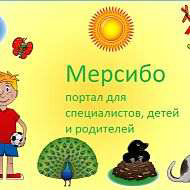 Мерсибо
портал для
специалистов, детей
и родителей